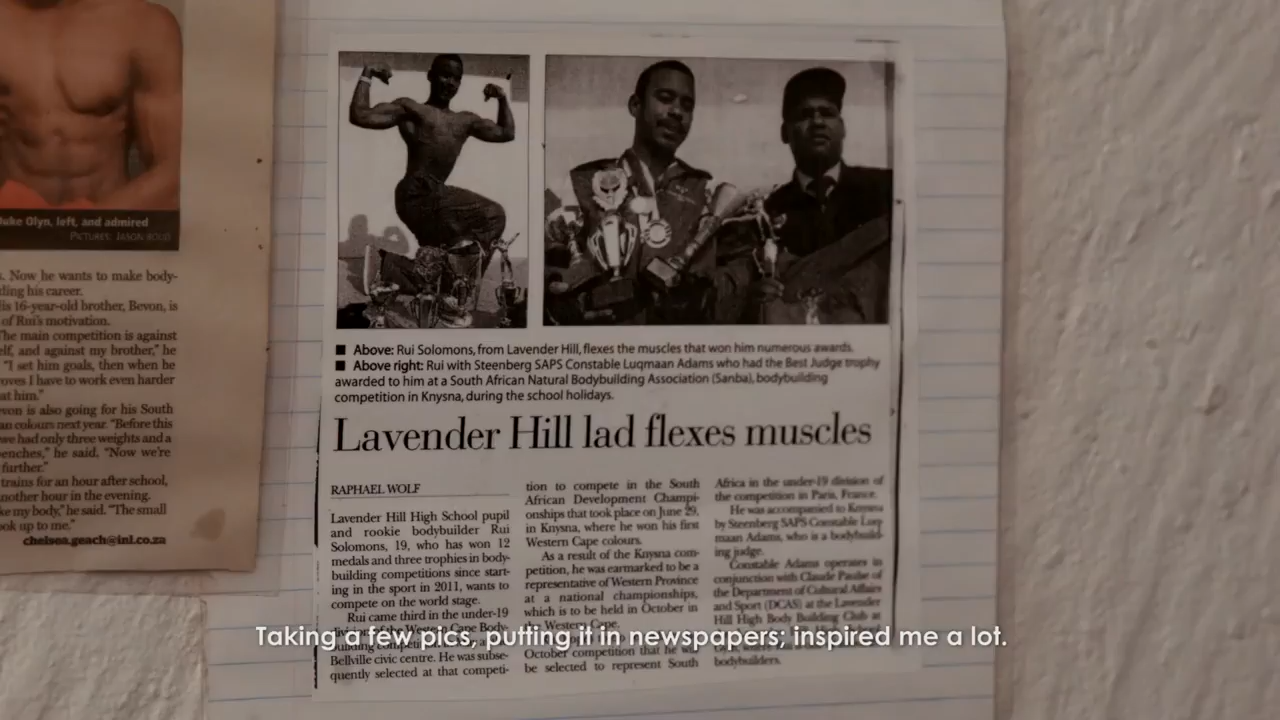 luke Olyn, left, and admired
PICTURES: JASON BOUD
s. Now he wants to make body-
ding his career.
His 16-year-old brother, Bevon, is
of Rui's motivation.
The main competition is against
elf, and against my brother," he
"I set him goals, then when he
roves I have to work even harder
at him."
evon is also going for his South
an colours next year. "Before this
we had only three weights and a
benches," he said. "Now we're
further."
trains for an hour after school,
nother hour in the evening.
ke my body," he said. "The small
ook up to me."
chelsea.geach@inl.co.za
■ Above: Rui Solomons, from Lavender Hill, flexes the muscles that won him numerous awards.
■ Above right: Rui with Steenberg SAPS Constable Luqmaan Adams who had the Best Judge trophy
awarded to him at a South African Natural Bodybuilding Association (Sanba), bodybuilding
competition in Knysna, during the school holidays.
Lavender Hill lad flexes muscles
RAPHAEL WOLF
Lavender Hill High School pupil
and rookie bodybuilder Rui
Solomons, 19, who has won 12
medals and three trophies in body-
building competitions since start-
ing in the sport in 2011, wants to
compete on the world stage.
Rui came third in the under-19
division of the Western Cape Body-
building competition
Bellville civic centre. He was subse-
quently selected at that competi-
tion to compete in the South
African Development Champi-
onships that took place on June 29,
in Knysna, where he won his first
Western Cape colours.
As a result of the Knysna com-
petition, he was earmarked to be a
representative of Western Province
at a national championships,
which is to be held in October in
the Western Cape.
October competition that he will
be selected to represent South
Africa in the under-19 division of
the competition in Paris, France.
He was accompanied to Knysna
by Steenberg SAPS Constable Luq-
maan Adams, who is a bodybuild-
ing judge.
Constable Adams operates in
conjunction with Claude Paulse of
the Department of Cultural Affairs
and Sport (DCAS) at the Lavender
Hill High Body Building Club at
bodybuilders.
Taking a few pics, putting it in newspapers; inspired me a lot.